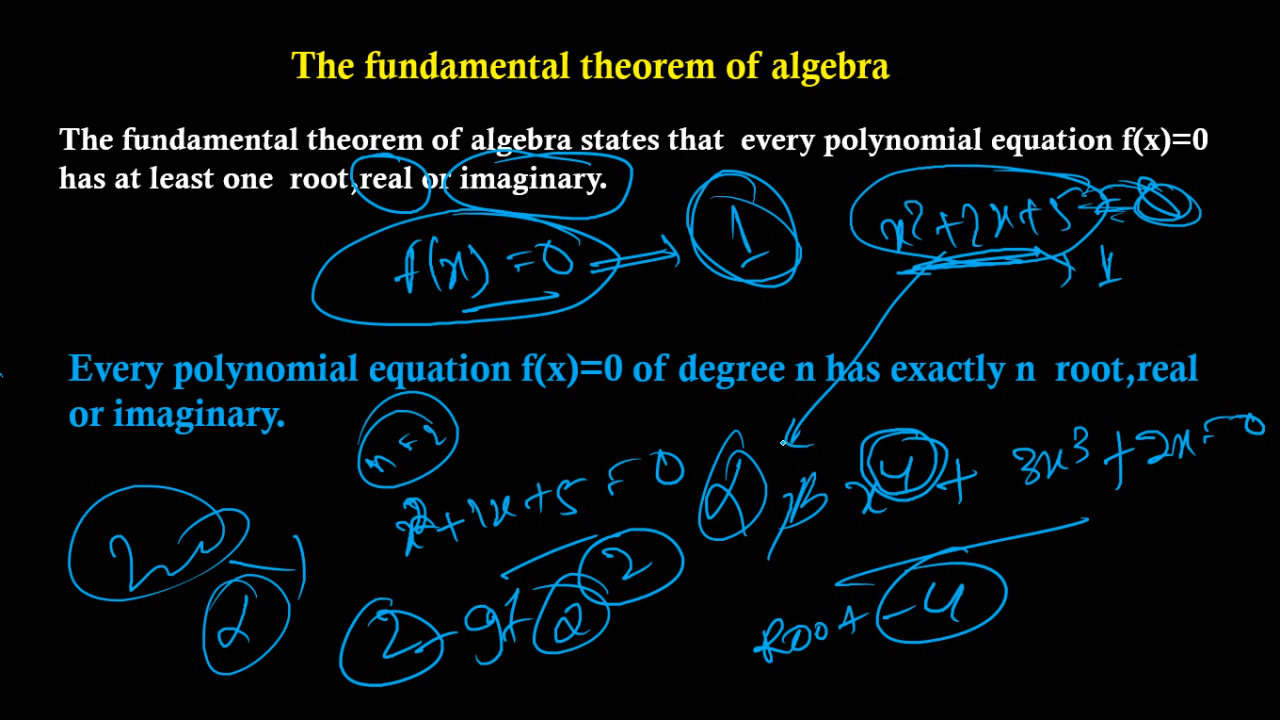 The fundamental theorem of algebra
The fundamental theorem of algebra states that every polynomial equation f(x)=0
has at least one root,real or imaginary.
x²+2x+5=0
f(x)=0 ⇒ 1
1
Every polynomial equation f(x)=0 of degree n has exactly n root,real
or imaginary.
n=2
x²+2x+5=0
α β
x⁴+3x³+2x=0
2
α
2
2
Root-4